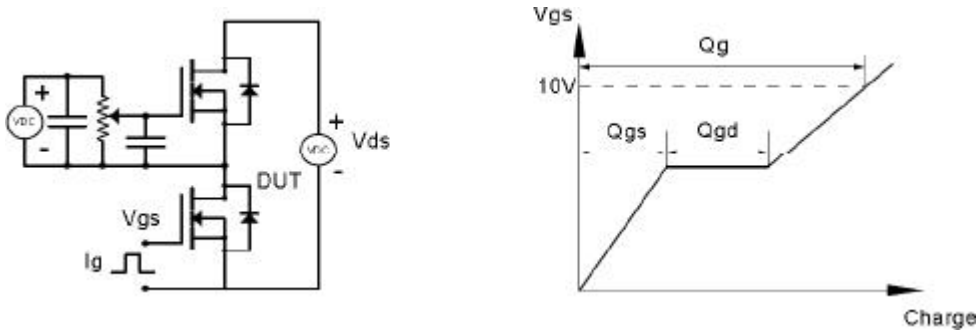 VDC
+
-
Vgs
Ig
DUT
+
VDC
-
Vds
Vgs
Qg
10V
Qgs
Qgd
Charge